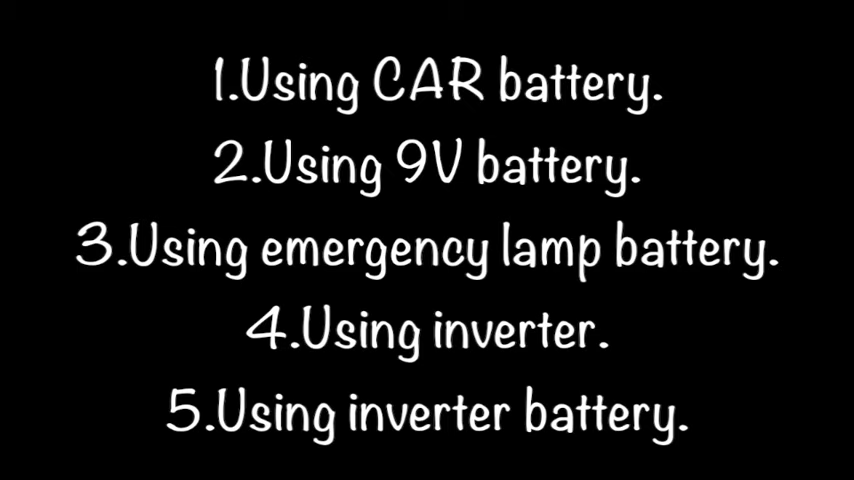 1.Using CAR battery.
2.Using 9V battery.
3.Using emergency lamp battery.
4.Using inverter.
5.Using inverter battery.